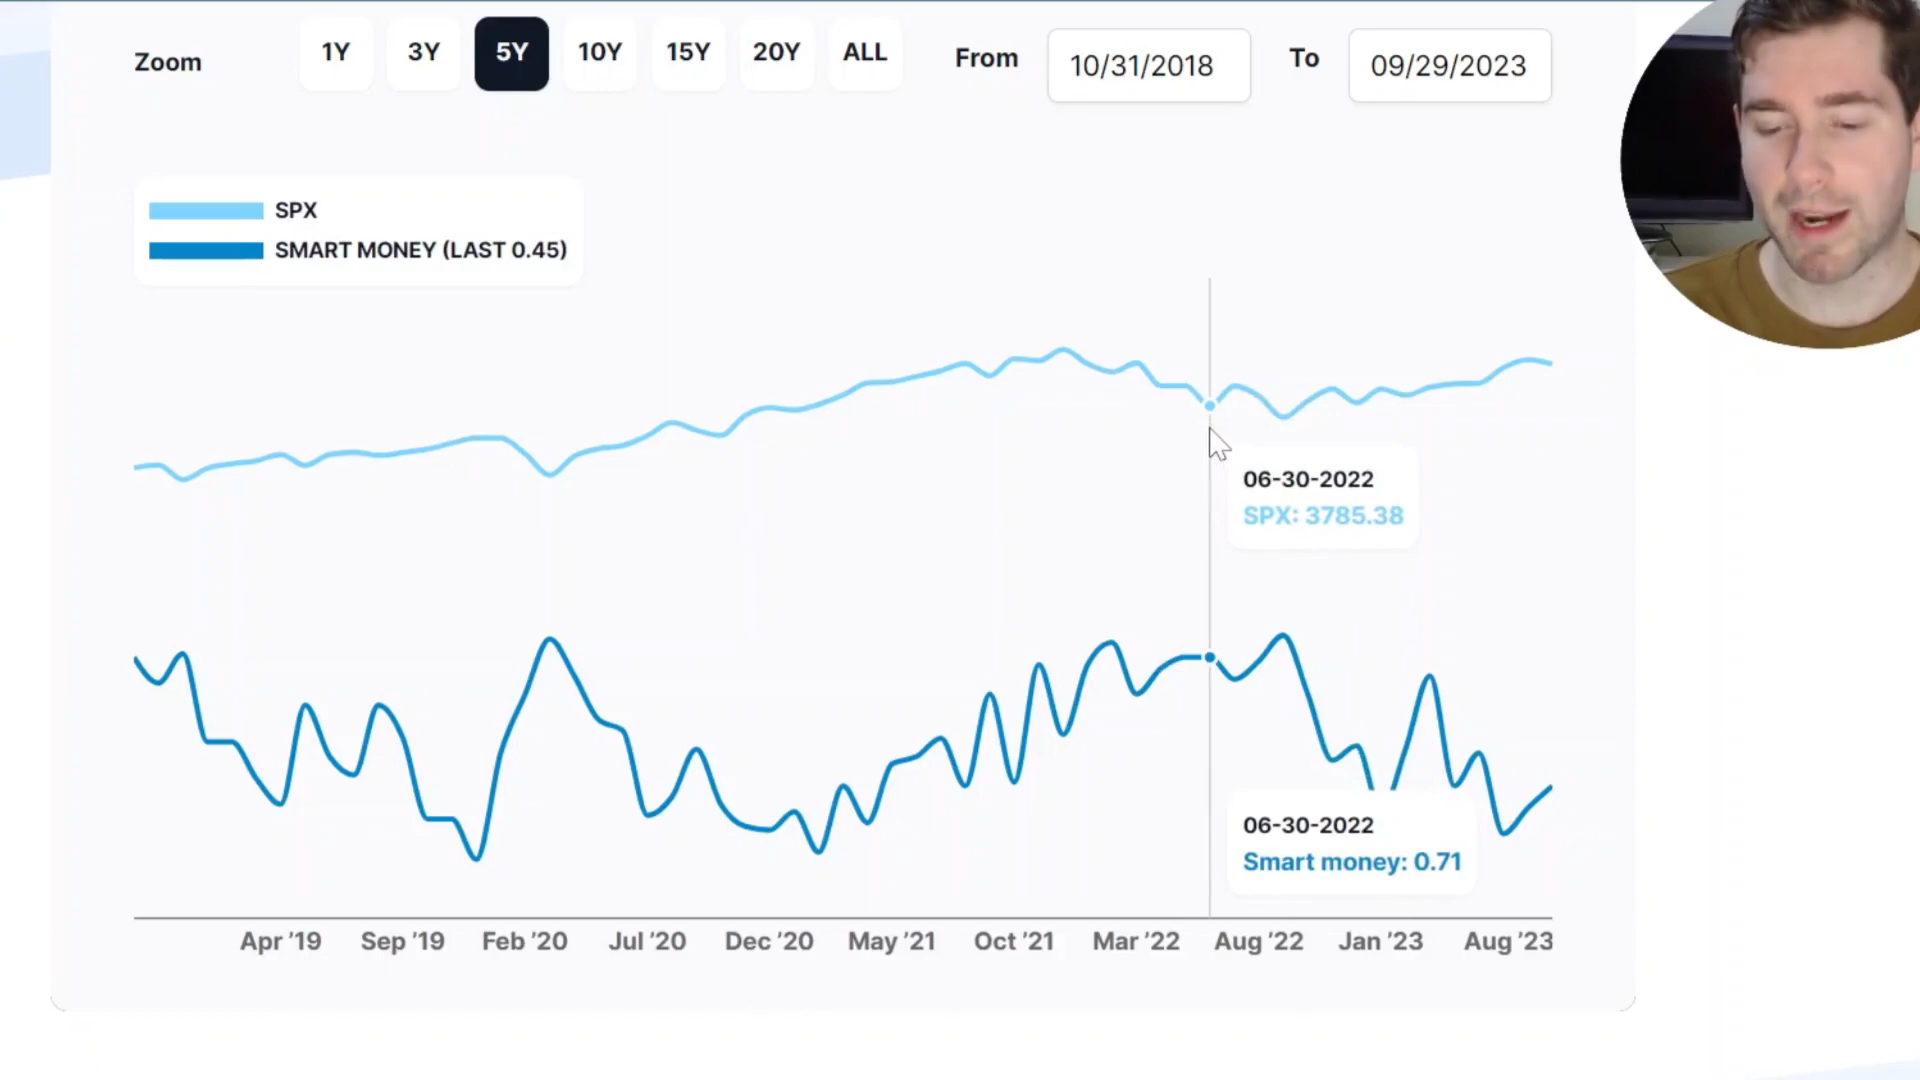 Zoom 1Y 3Y 5Y 10Y 15Y 20Y ALL From 10/31/2018 To 09/29/2023
SPX
SMART MONEY (LAST 0.45)
06-30-2022
SPX: 3785.38
06-30-2022
Smart money: 0.71
Apr '19 Sep '19 Feb '20 Jul '20 Dec '20 May '21 Oct '21 Mar '22 Aug '22 Jan '23 Aug '23